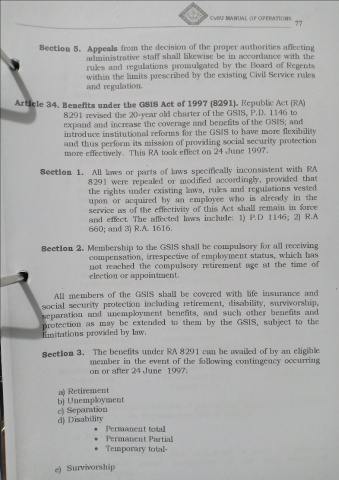 CvSU MANUAL OF OPERATIONS
77
Section 5. Appeals from the decision of the proper authorities affecting
administrative staff shall likewise be in accordance with the
rules and regulations promulgated by the Board of Regents
within the limits prescribed by the existing Civil Service rules
and regulation.
Article 34. Benefits under the GSIS Act of 1997 (8291). Republic Act (RA)
8291 revised the 20-year old charter of the GSIS, P.D. 1146 to
expand and increase the coverage and benefits of the GSIS; and
introduce institutional reforms for the GSIS to have more flexibility
and thus perform its mission of providing social security protection
more effectively. This RA took effect on 24 June 1997.
Section 1. All laws or parts of laws specifically inconsistent with RA
8291 were repealed or modified accordingly, provided that
the rights under existing laws, rules and regulations vested
upon or acquired by an employee who is already in the
service as of the effectivity of this Act shall remain in force
and effect. The affected laws include: 1) P.D 1146; 2) R.A
660; and 3) R.A. 1616.
Section 2. Membership to the GSIS shall be compulsory for all receiving
compensation, irrespective of employment status, which has
not reached the compulsory retirement age at the time of
election or appointment.
All members of the GSIS shall be covered with life insurance and
social security protection including retirement, disability, survivorship,
separation and unemployment benefits, and such other benefits and
protection as may be extended to them by the GSIS, subject to the
limitations provided by law.
Section 3. The benefits under RA 8291 can be availed of by an eligible
member in the event of the following contingency occurring
on or after 24 June 1997:
a) Retirement
b) Unemployment
c) Separation
d) Disability
• Permanent total
• Permanent Partial
• Temporary total-
e) Survivorship